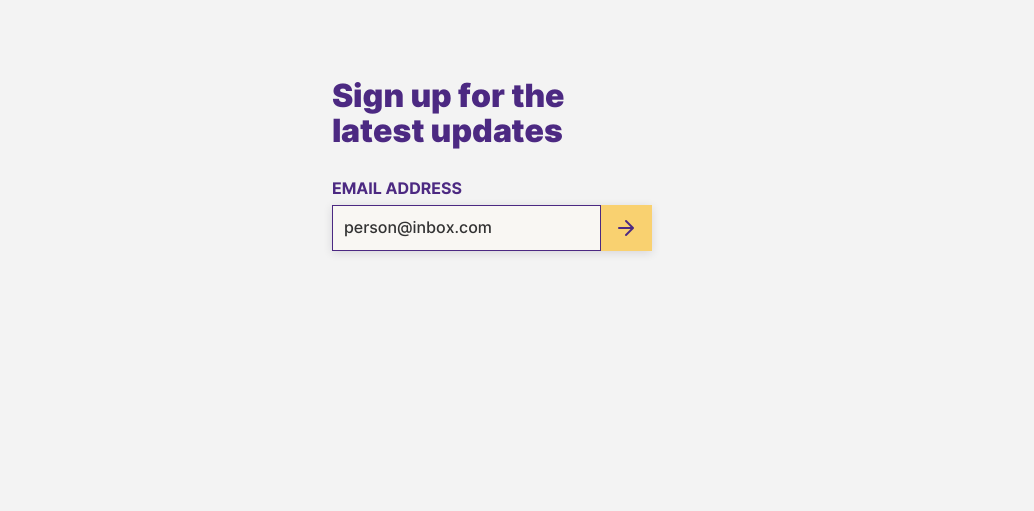 Sign up for the
latest updates
EMAIL ADDRESS
person@inbox.com